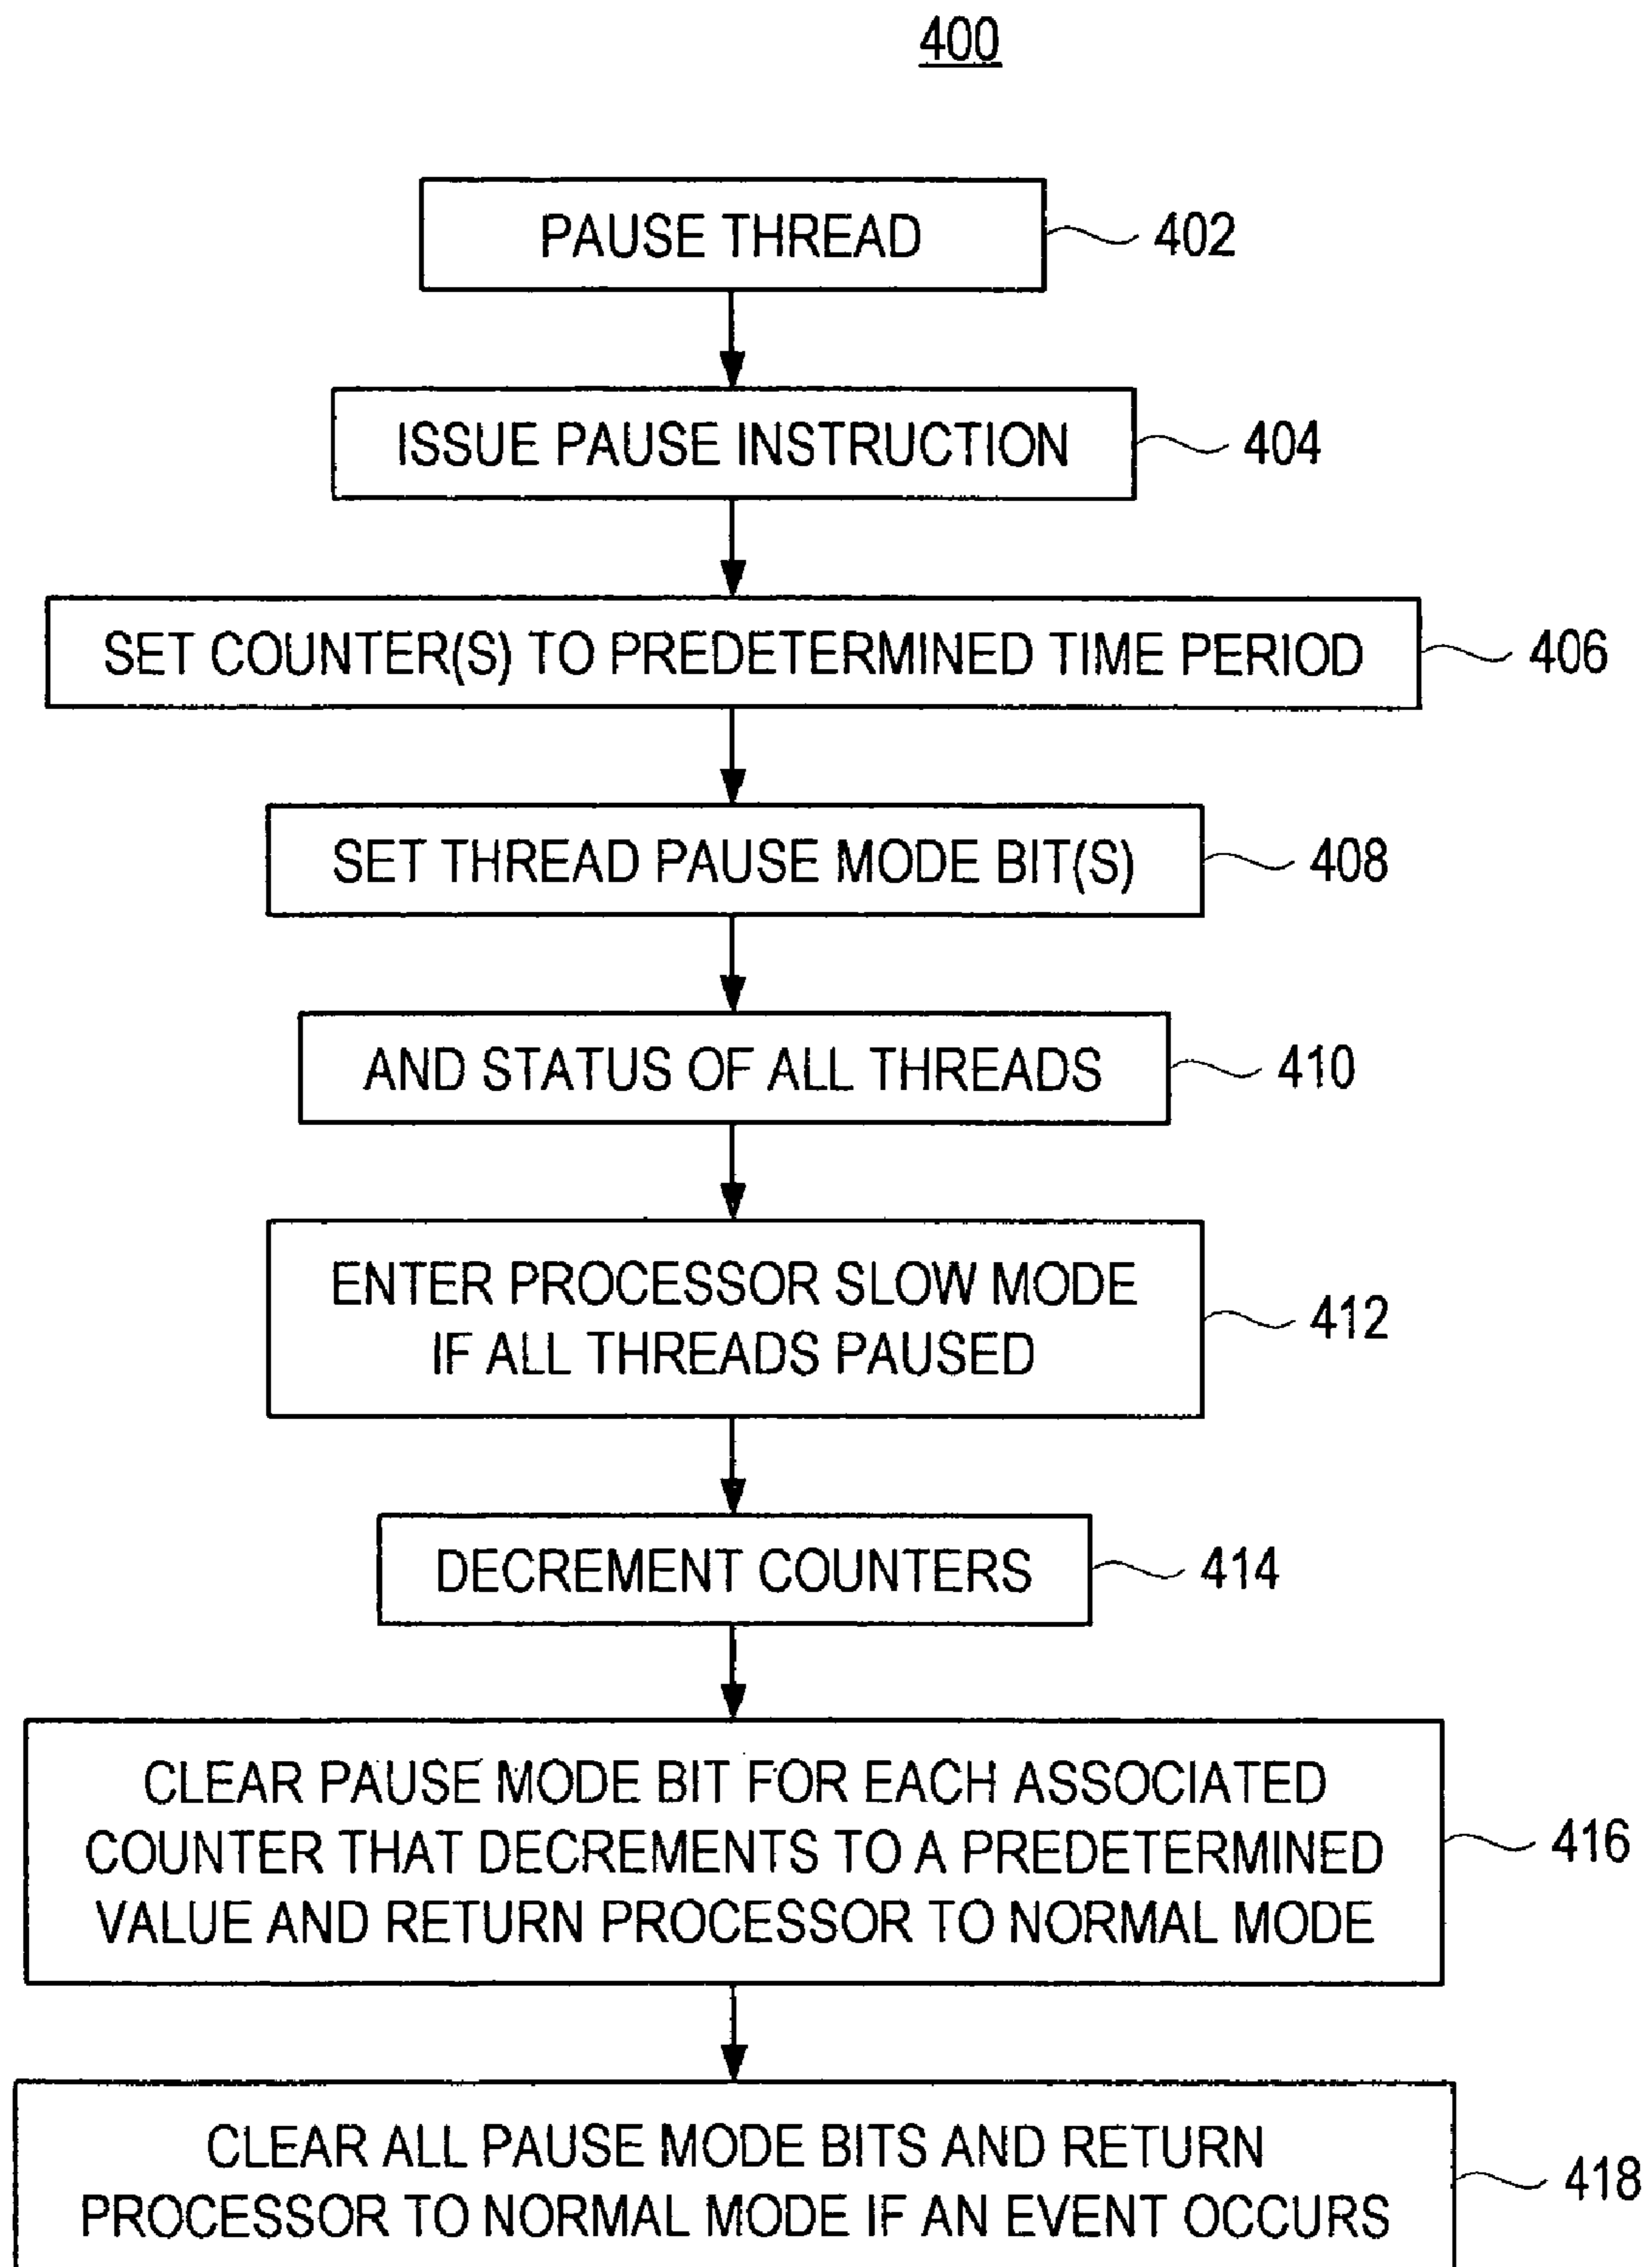 400
PAUSE THREAD
402
ISSUE PAUSE INSTRUCTION
404
SET COUNTER(S) TO PREDETERMINED TIME PERIOD
406
SET THREAD PAUSE MODE BIT(S)
408
AND STATUS OF ALL THREADS
410
ENTER PROCESSOR SLOW MODE
IF ALL THREADS PAUSED
412
DECREMENT COUNTERS
414
CLEAR PAUSE MODE BIT FOR EACH ASSOCIATED
COUNTER THAT DECREMENTS TO A PREDETERMINED
VALUE AND RETURN PROCESSOR TO NORMAL MODE
416
CLEAR ALL PAUSE MODE BITS AND RETURN
PROCESSOR TO NORMAL MODE IF AN EVENT OCCURS
418